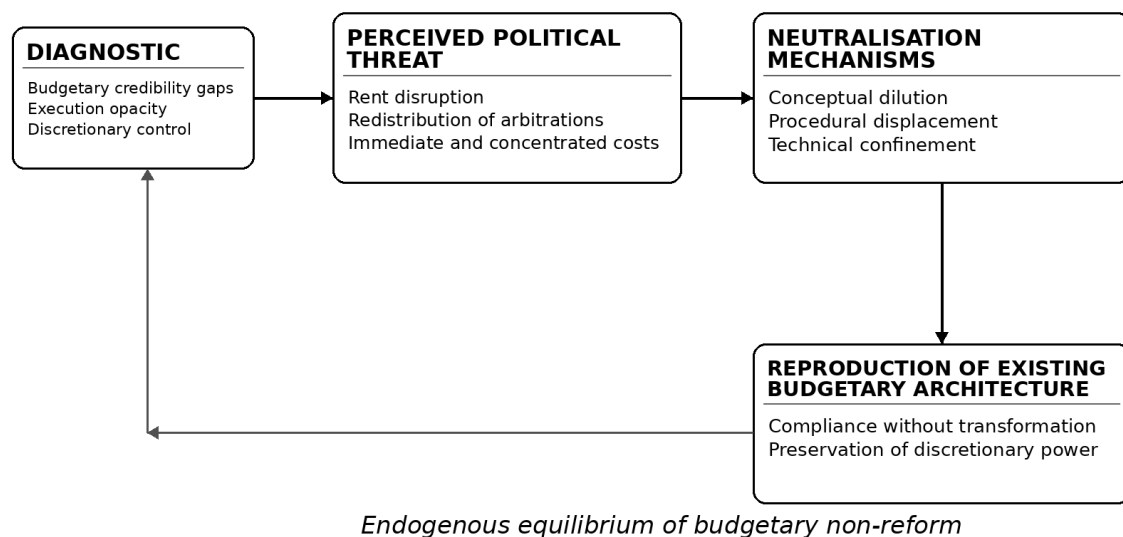 DIAGNOSTIC
Budgetary credibility gaps
Execution opacity
Discretionary control
PERCEIVED POLITICAL
THREAT
Rent disruption
Redistribution of arbitrations
Immediate and concentrated costs
NEUTRALISATION
MECHANISMS
Conceptual dilution
Procedural displacement
Technical confinement
REPRODUCTION OF EXISTING
BUDGETARY ARCHITECTURE
Compliance without transformation
Preservation of discretionary power
Endogenous equilibrium of budgetary non-reform